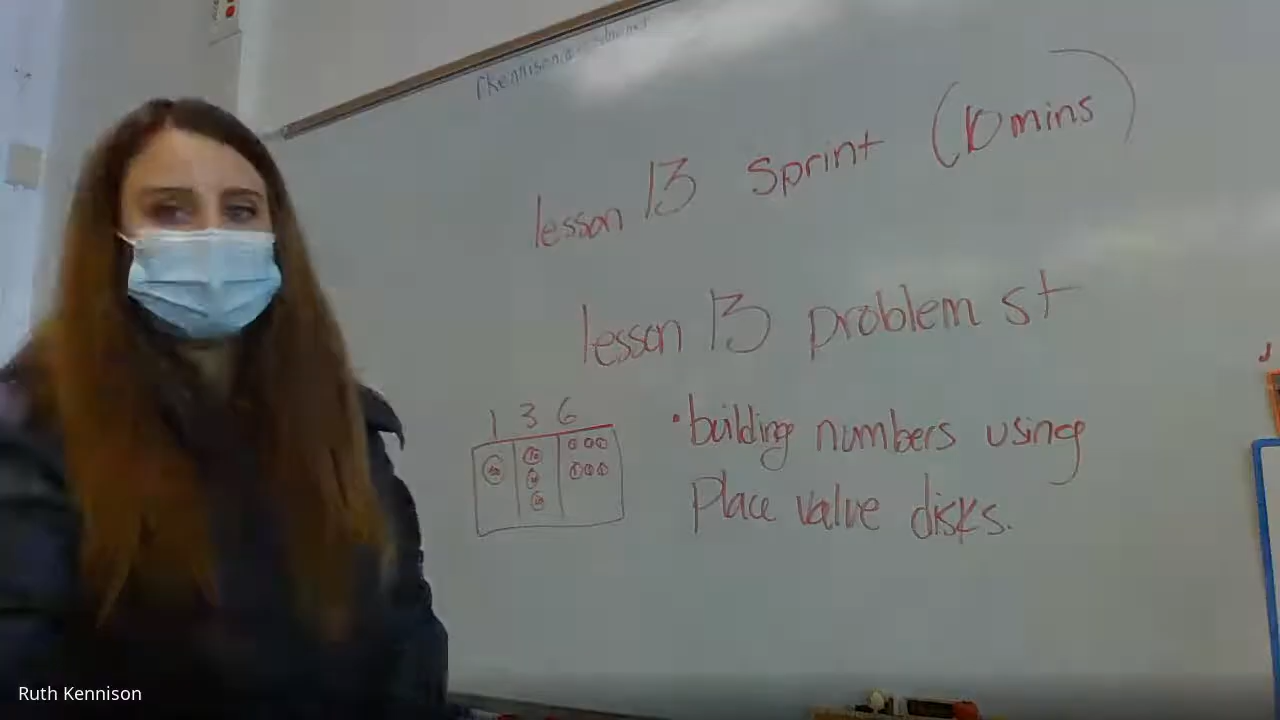 lesson 13 sprint (10 mins)
lesson 13 problem st
1 3 6
• building numbers using
Place value disks.
Ruth Kennison